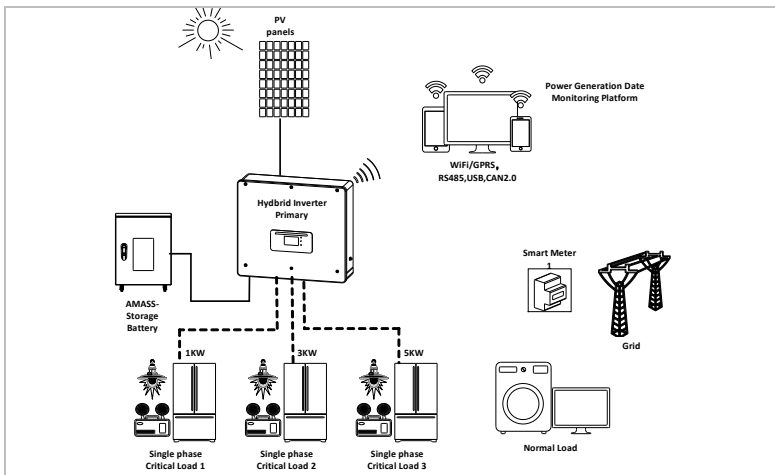 PV
panels
Power Generation Date
Monitoring Platform
WiFi/GPRS,
RS485,USB,CAN2.0
Hydbrid Inverter
Primary
Smart Meter
1
AMASS-
Storage
Battery
Grid
1KW
3KW
5KW
Single phase
Critical Load 1
Single phase
Critical Load 2
Single phase
Critical Load 3
Normal Load